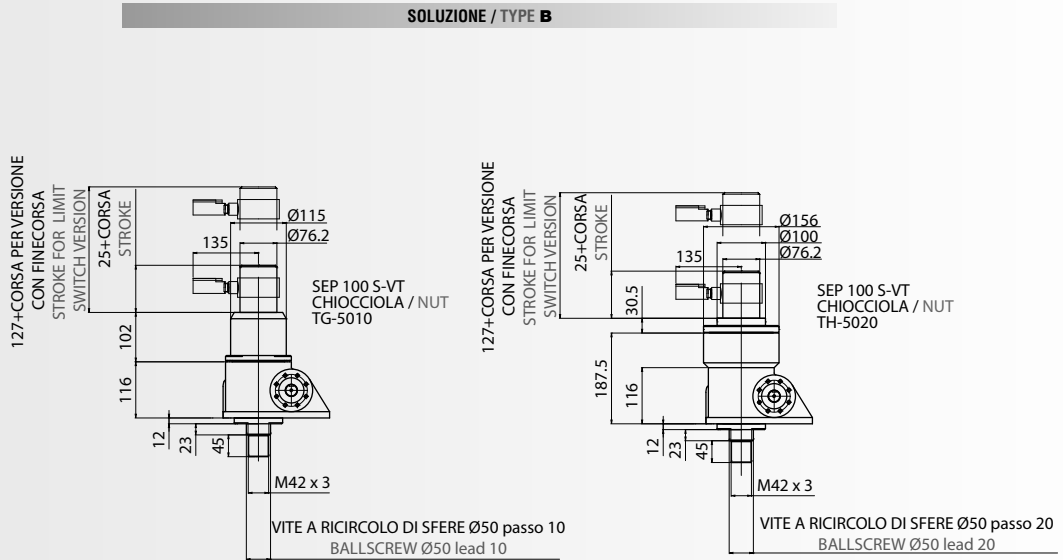 SOLUZIONE / TYPE B
127+CORSA PER VERSIONE
CON FINECORSA
STROKE FOR LIMIT
SWITCH VERSION
25+CORSA
STROKE
Ø115
Ø76.2
135
102
116
12
23
45
M42 x 3
SEP 100 S-VT
CHIOCCIOLA / NUT
TG-5010
VITE A RICIRCOLO DI SFERE Ø50 passo 10
BALLSCREW Ø50 lead 10
127+CORSA PER VERSIONE
CON FINECORSA
STROKE FOR LIMIT
SWITCH VERSION
25+CORSA
STROKE
Ø156
Ø100
Ø76.2
135
30.5
187.5
116
12
23
45
M42 x 3
SEP 100 S-VT
CHIOCCIOLA / NUT
TH-5020
VITE A RICIRCOLO DI SFERE Ø50 passo 20
BALLSCREW Ø50 lead 20